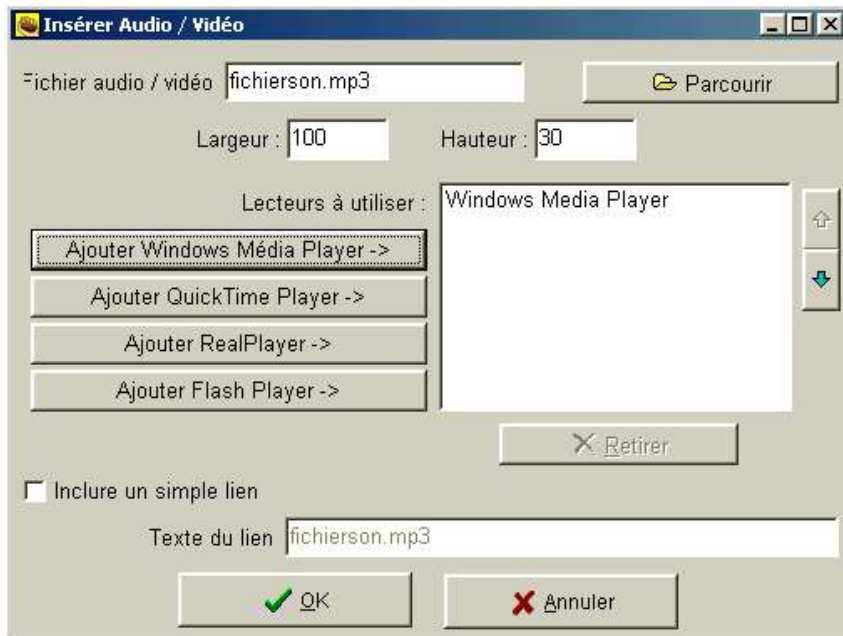 Insérer Audio / Vidéo
Fichier audio / vidéo fichierson.mp3 Parcourir
Largeur : 100 Hauteur : 30
Lecteurs à utiliser : Windows Media Player
Ajouter Windows Média Player ->
Ajouter QuickTime Player ->
Ajouter RealPlayer ->
Ajouter Flash Player ->
Retirer
Inclure un simple lien
Texte du lien fichierson.mp3
OK Annuler